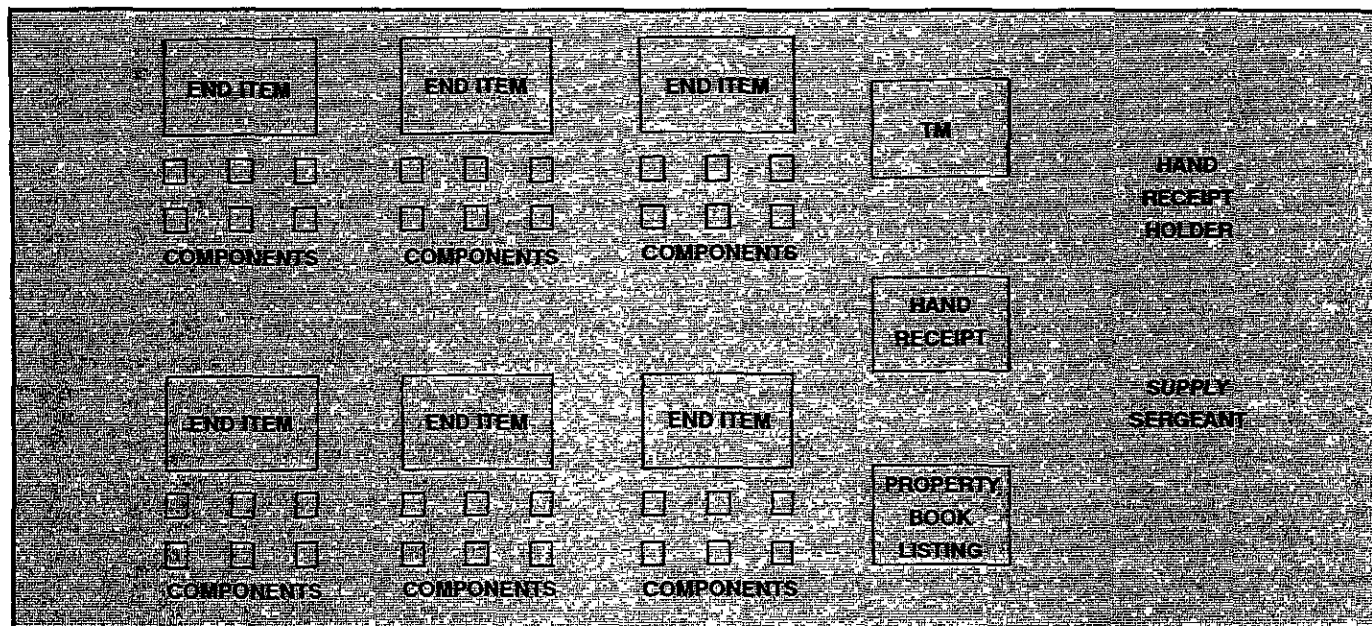 END ITEM
END ITEM
END ITEM
COMPONENTS
COMPONENTS
COMPONENTS
END ITEM
END ITEM
END ITEM
COMPONENTS
COMPONENTS
COMPONENTS
TM
HAND
RECEIPT
PROPERTY
BOOK
LISTING
HAND
RECEIPT
HOLDER
SUPPLY
SERGEANT